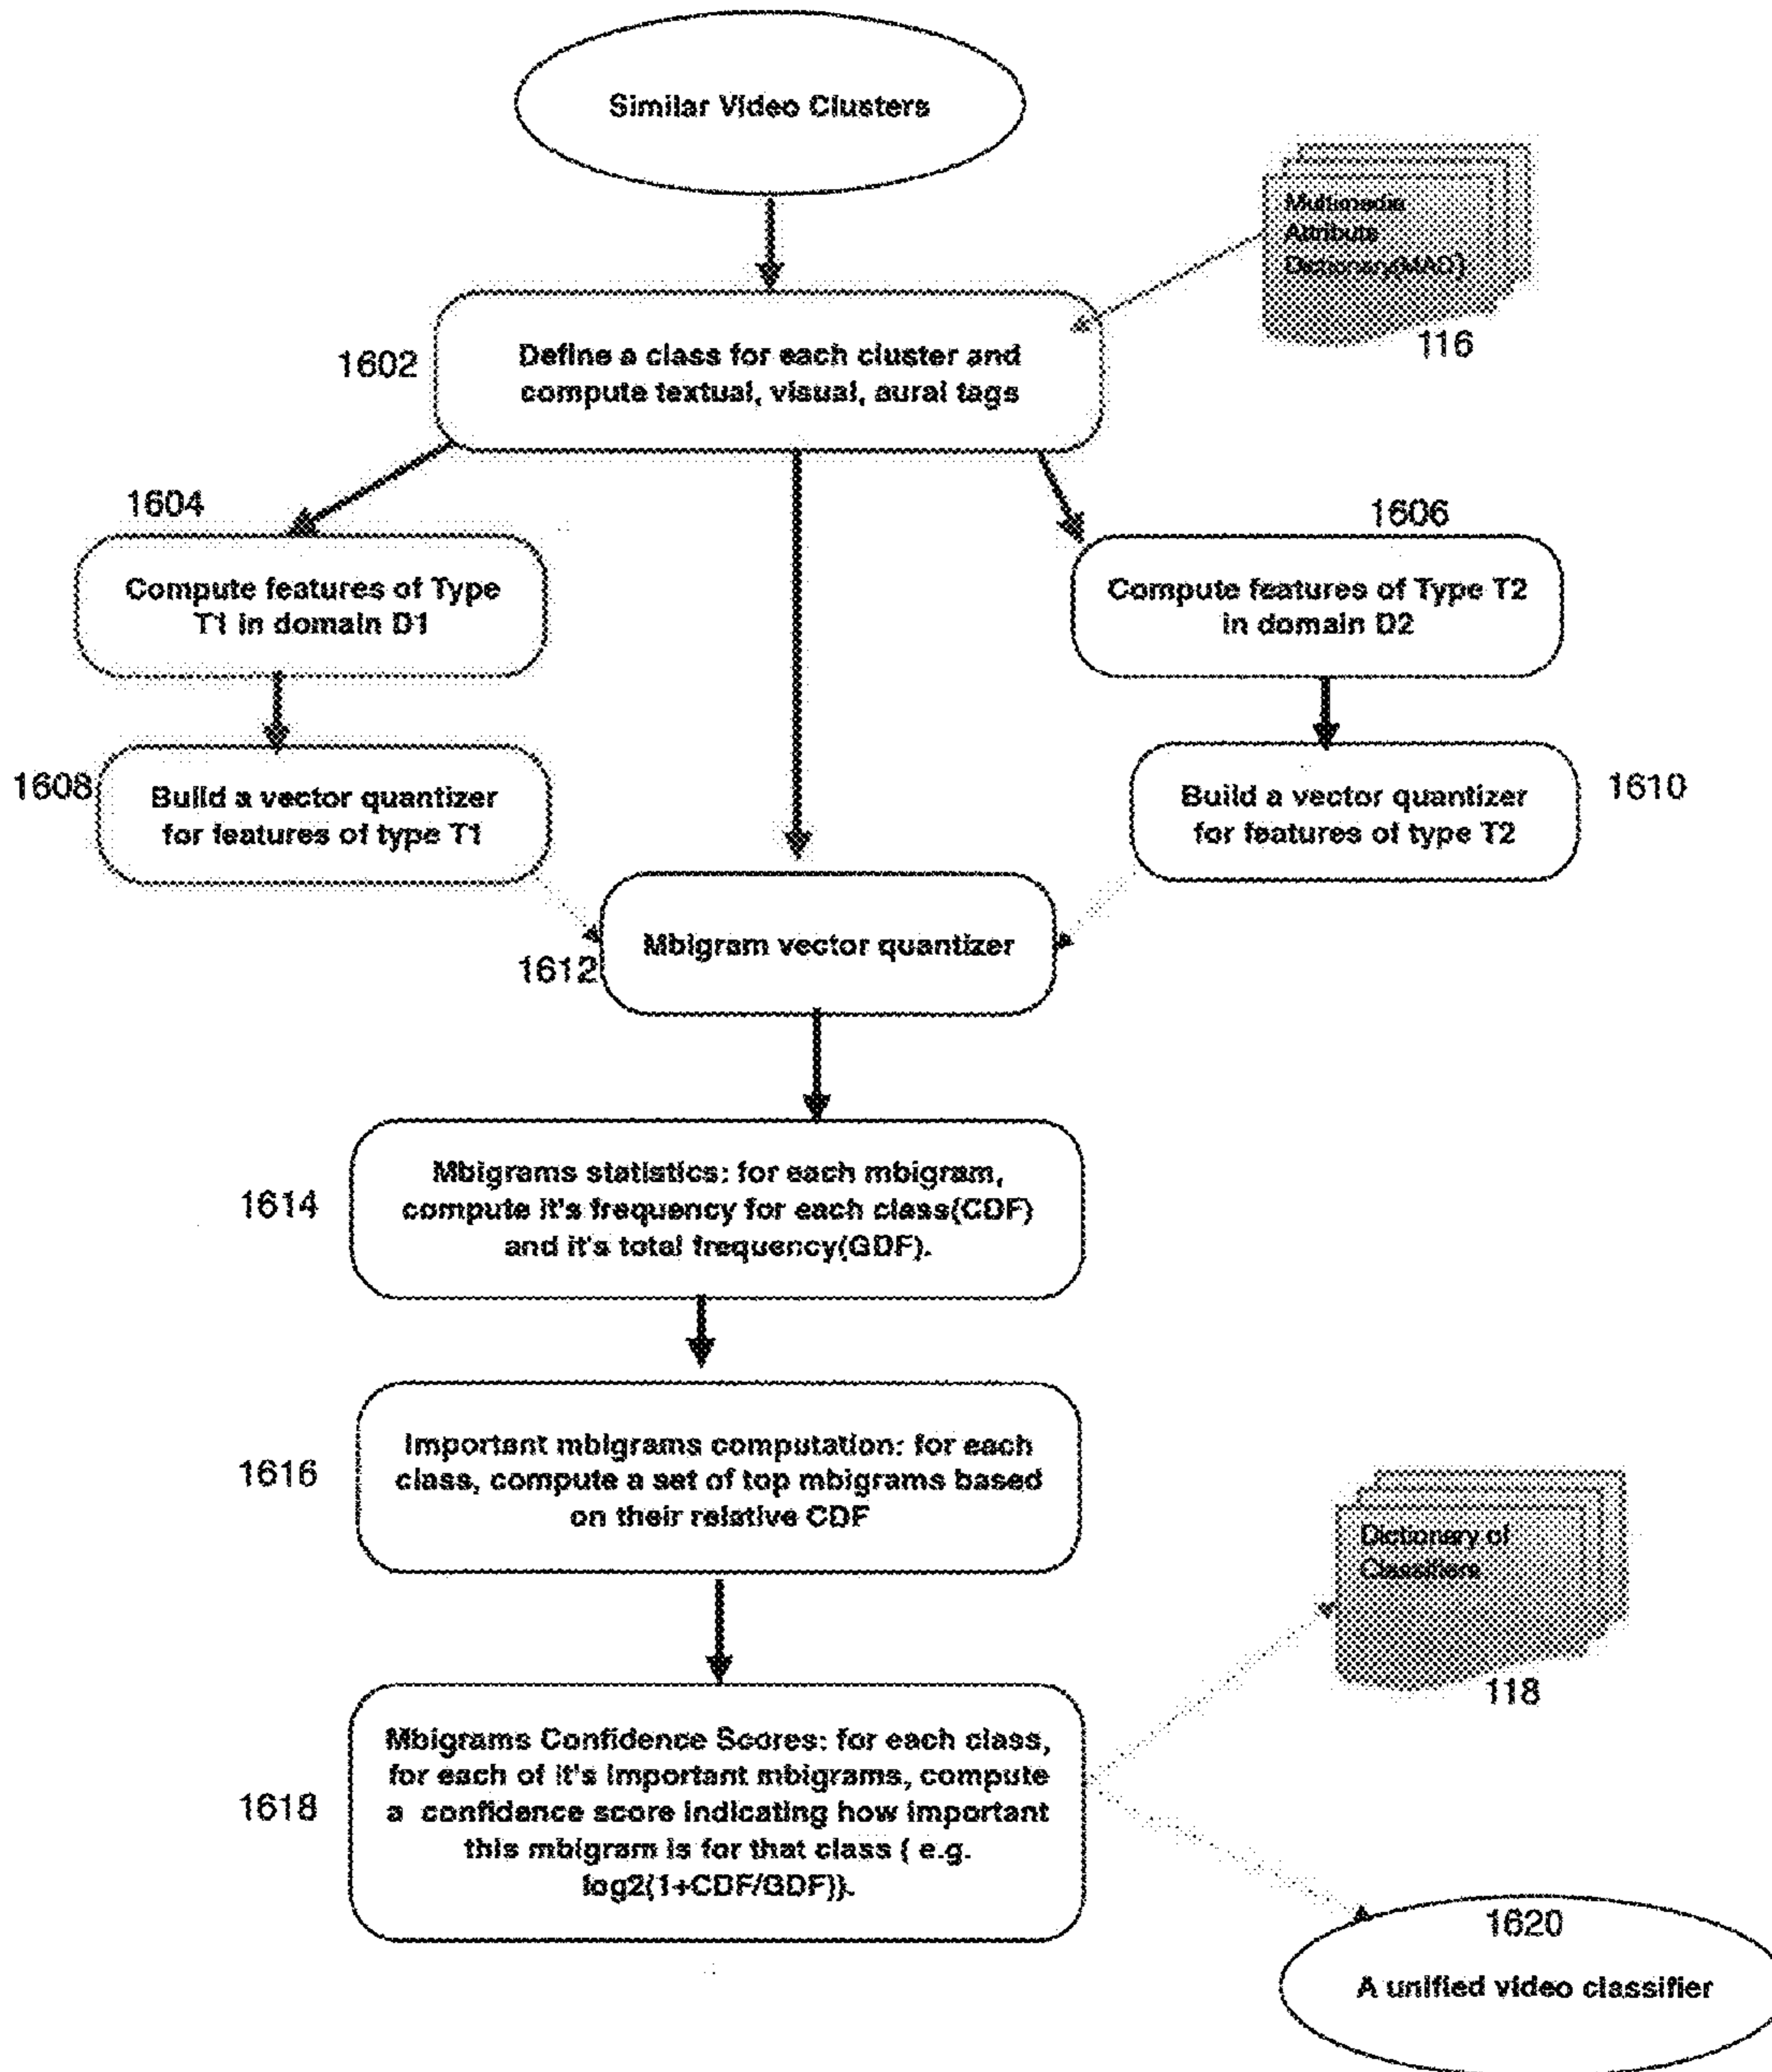 Similar Video Clusters
Multimedia
Attribute
Dictionary(MAD)
116
1602
Define a class for each cluster and
compute textual, visual, aural tags
1604
1606
Compute features of Type
T1 in domain D1
Compute features of Type T2
in domain D2
1608
Build a vector quantizer
for features of type T1
Build a vector quantizer
for features of type T2
1610
Mbigram vector quantizer
1612
1614
Mbigrams statistics: for each mbigram,
compute it's frequency for each class(CDF)
and it's total frequency(GDF).
1616
Important mbigrams computation: for each
class, compute a set of top mbigrams based
on their relative CDF
Dictionary of
Classifiers
118
1618
Mbigrams Confidence Scores: for each class,
for each of it's important mbigrams, compute
a confidence score indicating how important
this mbigram is for that class ( e.g.
log2(1+CDF/GDF)).
1620
A unified video classifier